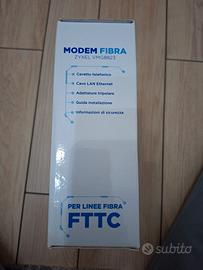 MODEM FIBRA
ZYXEL VMG8823
• Cavetto telefonico
• Cavo LAN Ethernet
• Adattatore tripolare
• Guida installazione
• Informazioni di sicurezza
PER LINEE FIBRA
FTTC
subito